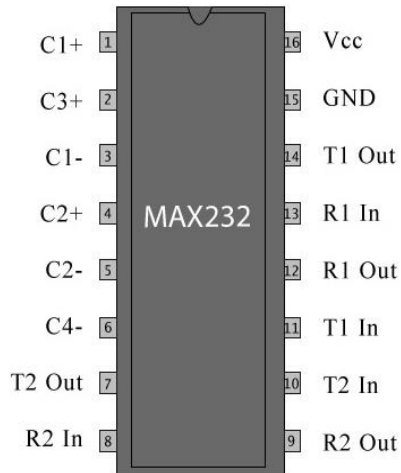 C1+ 1 16 Vcc
C3+ 2 15 GND
C1- 3 14 T1 Out
C2+ 4 MAX232 13 R1 In
C2- 5 12 R1 Out
C4- 6 11 T1 In
T2 Out 7 10 T2 In
R2 In 8 9 R2 Out